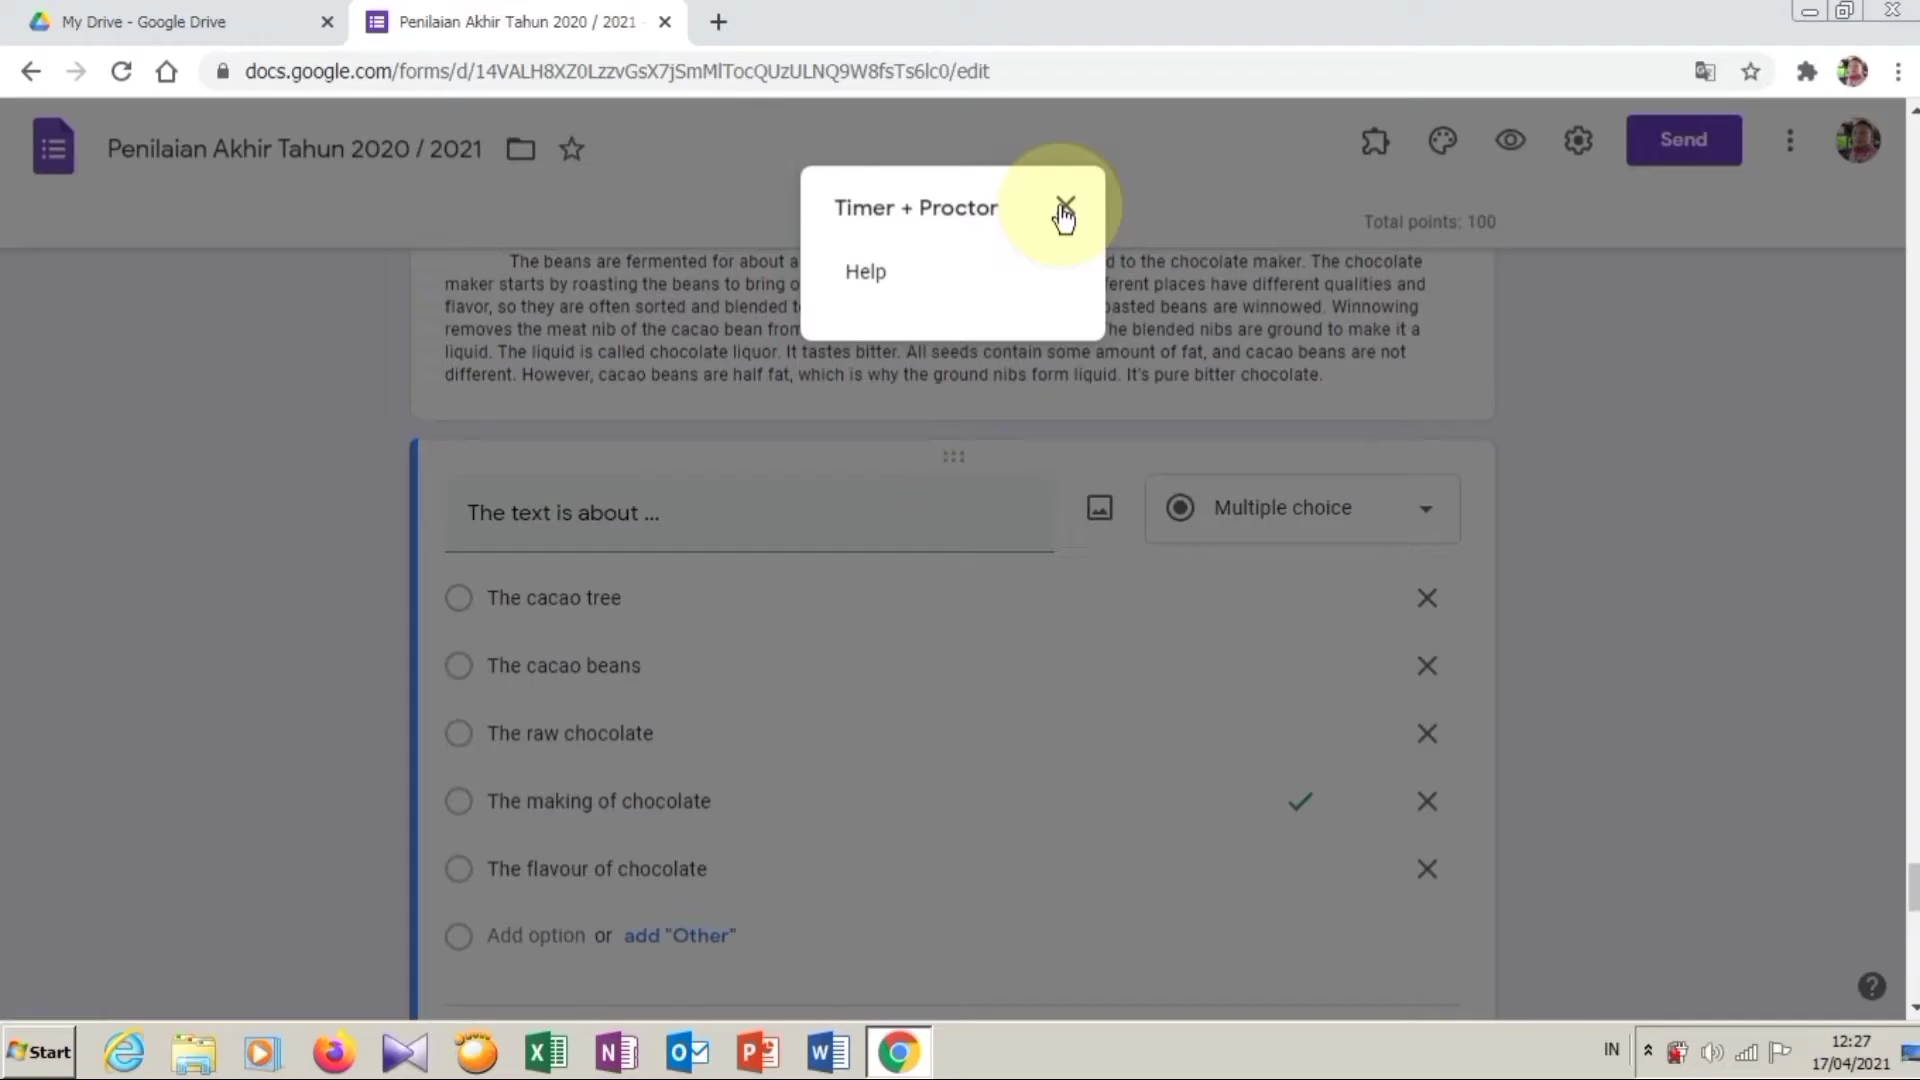 My Drive - Google Drive
Penilaian Akhir Tahun 2020 / 2021
docs.google.com/forms/d/14VALH8XZ0LzzvGsX7jSmMlTocQUzULNQ9W8fsTs6lc0/edit
Penilaian Akhir Tahun 2020 / 2021
Send
Total points: 100
Timer + Proctor
Help
The beans are fermented for about a
d to the chocolate maker. The chocolate
maker starts by roasting the beans to bring o
ferent places have different qualities and
flavor, so they are often sorted and blended t
oasted beans are winnowed. Winnowing
removes the meat nib of the cacao bean from
he blended nibs are ground to make it a
liquid. The liquid is called chocolate liquor. It tastes bitter. All seeds contain some amount of fat, and cacao beans are not
different. However, cacao beans are half fat, which is why the ground nibs form liquid. It's pure bitter chocolate.
The text is about ...
Multiple choice
The cacao tree
The cacao beans
The raw chocolate
The making of chocolate
The flavour of chocolate
Add option or add "Other"
Start
IN
12:27
17/04/2021